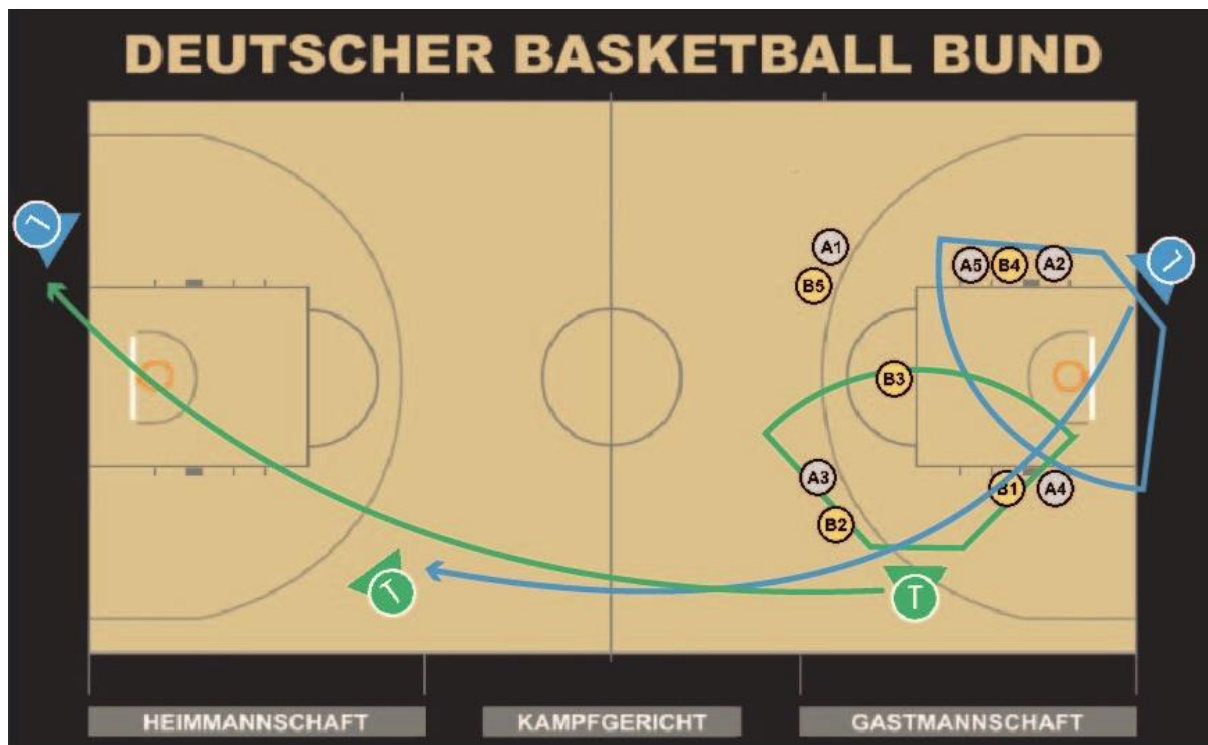 DEUTSCHER BASKETBALL BUND
A1
B5
A5 B4 A2
B3
A3
B2
B1 A4
T
T
HEIMMANNSCHAFT KAMPFGERICHT GASTMANNSCHAFT